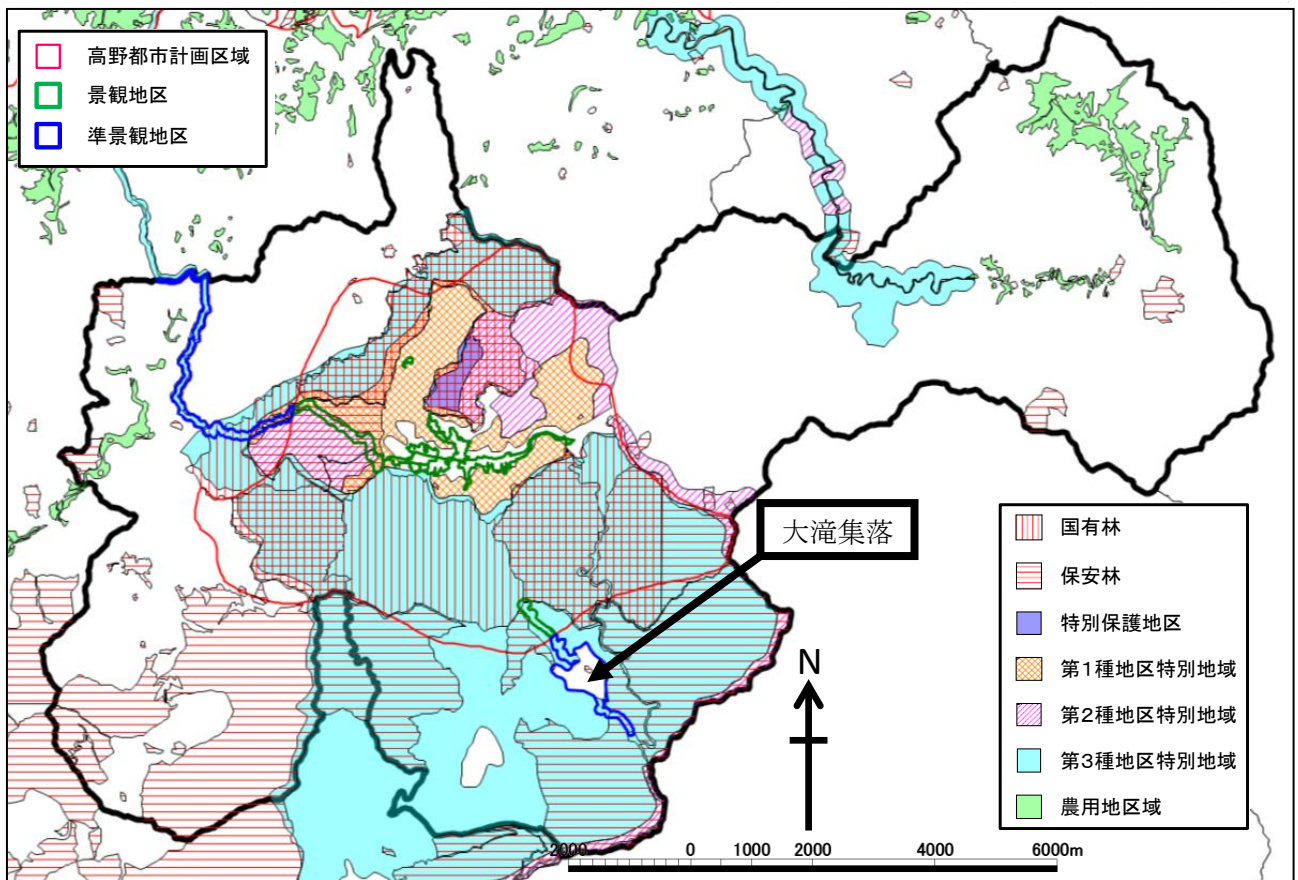 高野都市計画区域
景観地区
準景観地区
大滝集落
国有林
保安林
特別保護地区
第1種地区特別地域
第2種地区特別地域
第3種地区特別地域
農用地区域
N
2000 0 1000 2000 4000 6000m